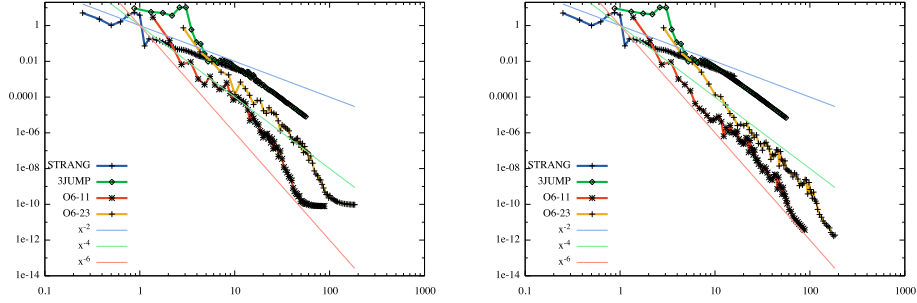 1
0.01
0.0001
1e-06
1e-08
1e-10
1e-12
1e-14
STRANG
3JUMP
O6-11
O6-23
x-2
x-4
x-6
0.1 1 10 100 1000
1
0.01
0.0001
1e-06
1e-08
1e-10
1e-12
1e-14
STRANG
3JUMP
O6-11
O6-23
x-2
x-4
x-6
0.1 1 10 100 1000